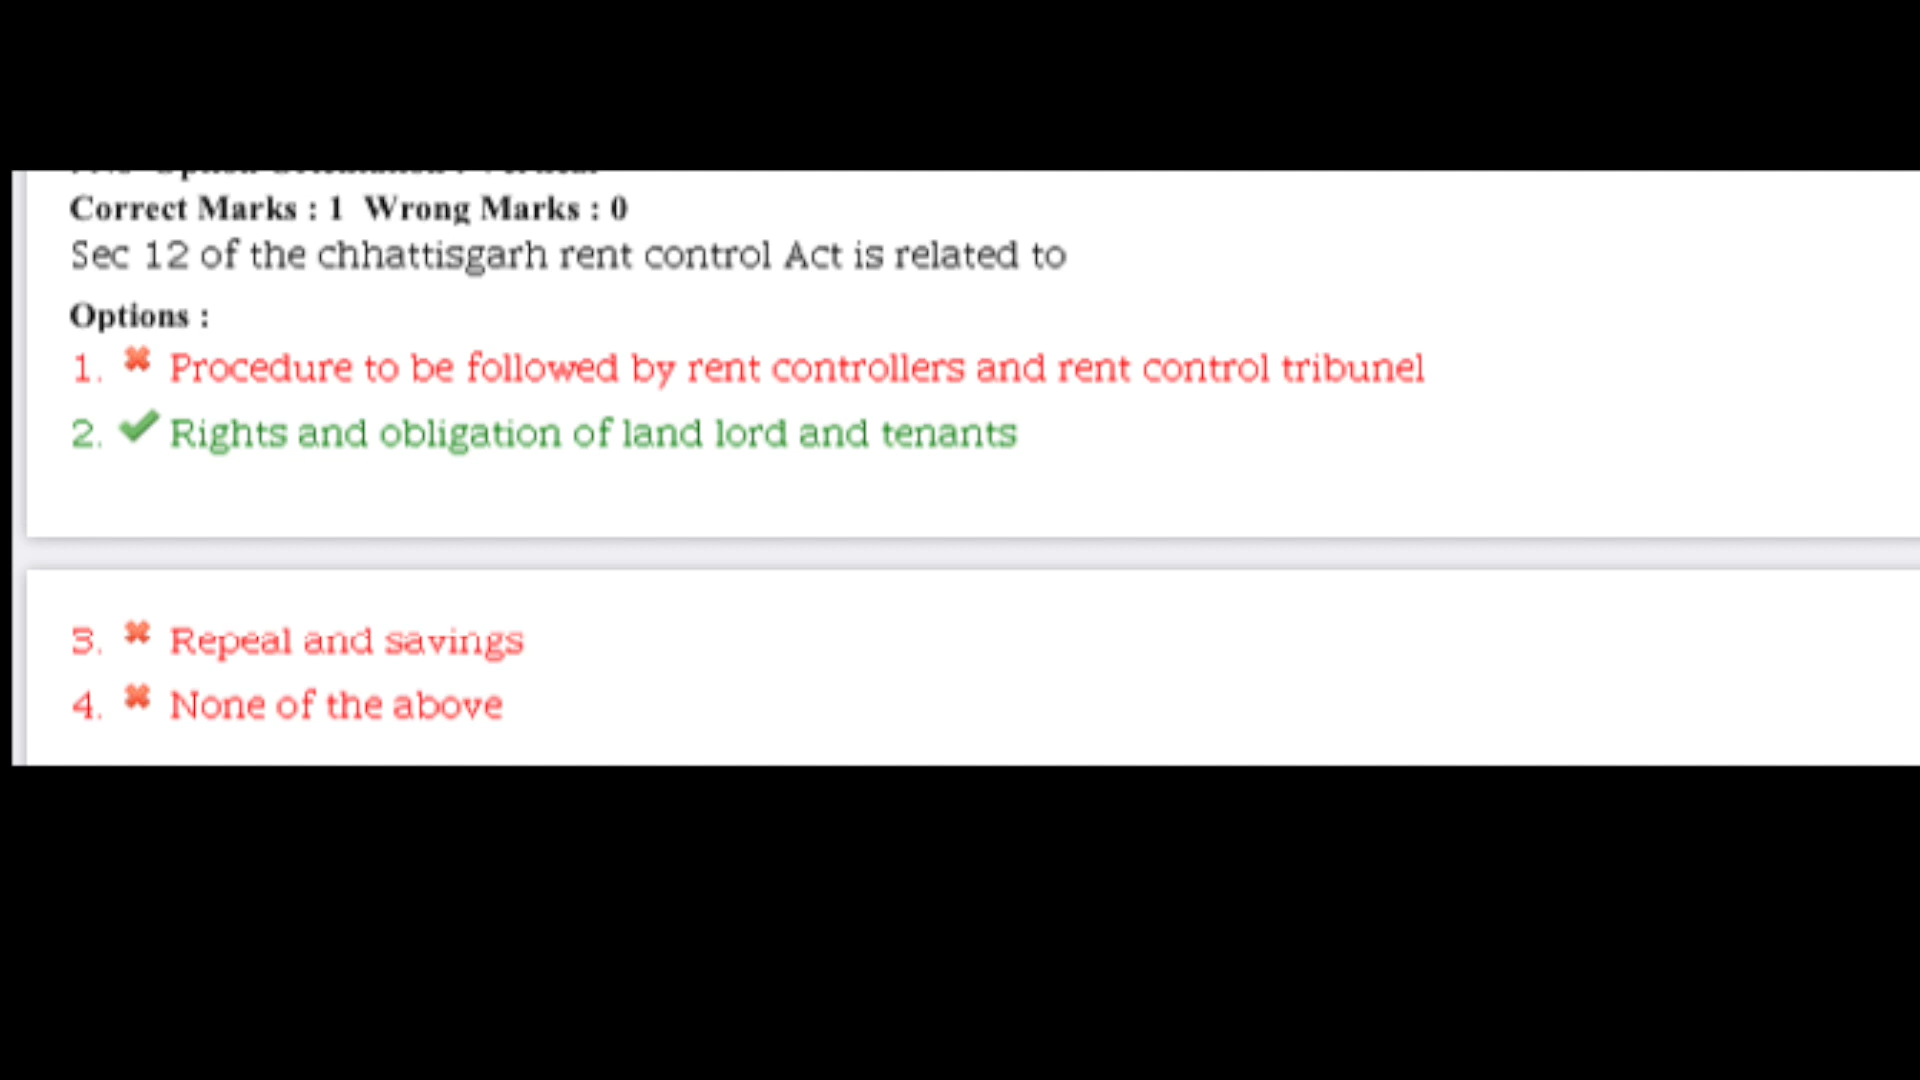 Correct Marks : 1 Wrong Marks : 0
Sec 12 of the chhattisgarh rent control Act is related to
Options :
1. ✖ Procedure to be followed by rent controllers and rent control tribunel
2. ✔ Rights and obligation of land lord and tenants
3. ✖ Repeal and savings
4. ✖ None of the above